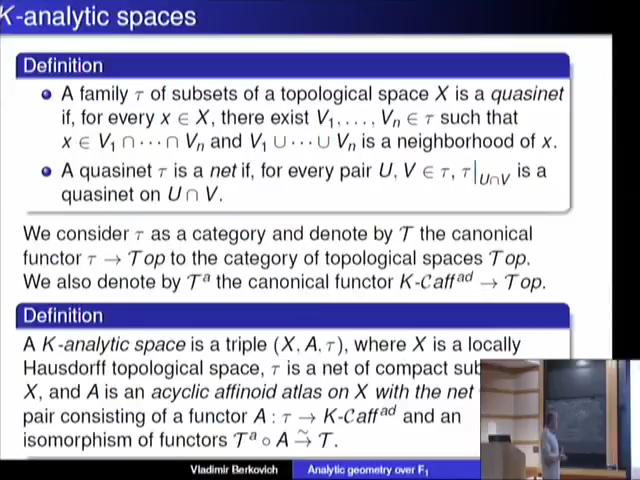 K-analytic spaces
Definition
A family τ of subsets of a topological space X is a quasinet
if, for every x ∈ X, there exist V₁, . . . , Vₙ ∈ τ such that
x ∈ V₁ ∩ · · · ∩ Vₙ and V₁ ∪ · · · ∪ Vₙ is a neighborhood of x.
A quasinet τ is a net if, for every pair U, V ∈ τ, τ|_{U∩V} is a
quasinet on U ∩ V.
We consider τ as a category and denote by 𝒯 the canonical
functor τ → 𝒯op to the category of topological spaces 𝒯op.
We also denote by 𝒯ᵃ the canonical functor K-𝒞aff^{ad} → 𝒯op.
Definition
A K-analytic space is a triple (X, A, τ), where X is a locally
Hausdorff topological space, τ is a net of compact sub
X, and A is an acyclic affinoid atlas on X with the net
pair consisting of a functor A : τ → K-𝒞aff^{ad} and an
isomorphism of functors 𝒯ᵃ ∘ A ⥲ 𝒯.
Vladimir Berkovich Analytic geometry over F₁